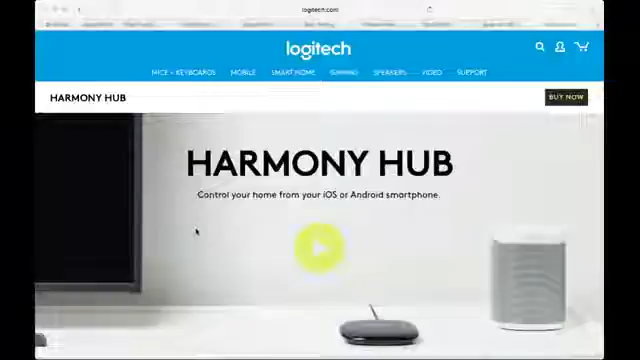 logitech.com
logitech
MICE + KEYBOARDS MOBILE SMART HOME GAMING SPEAKERS VIDEO SUPPORT
HARMONY HUB
BUY NOW
HARMONY HUB
Control your home from your iOS or Android smartphone.